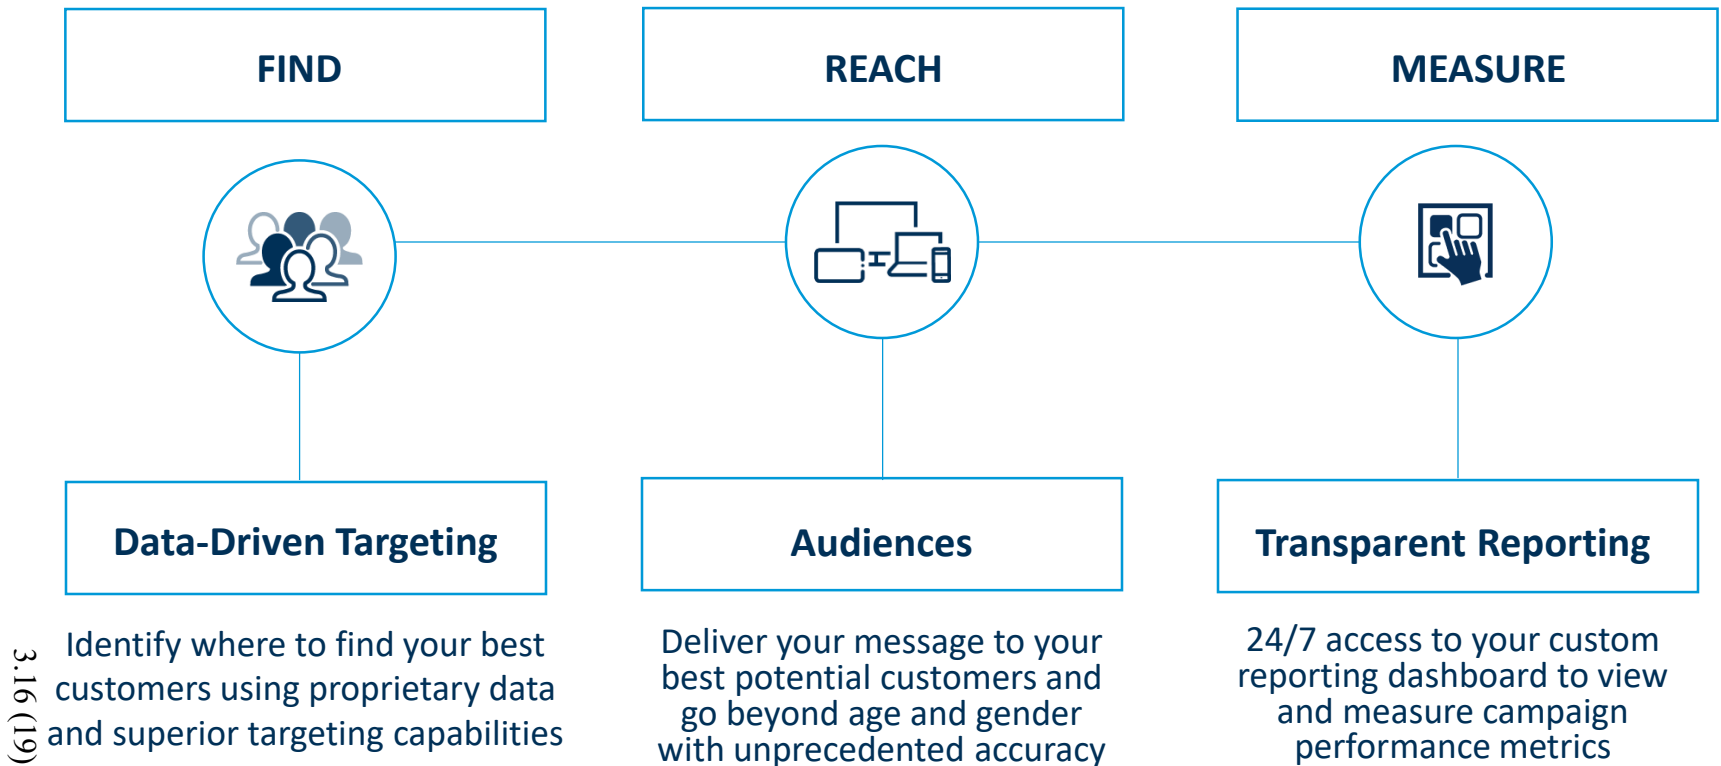 FIND
REACH
MEASURE
Data-Driven Targeting
Audiences
Transparent Reporting
Identify where to find your best
customers using proprietary data
and superior targeting capabilities
Deliver your message to your
best potential customers and
go beyond age and gender
with unprecedented accuracy
24/7 access to your custom
reporting dashboard to view
and measure campaign
performance metrics
3.16 (19)